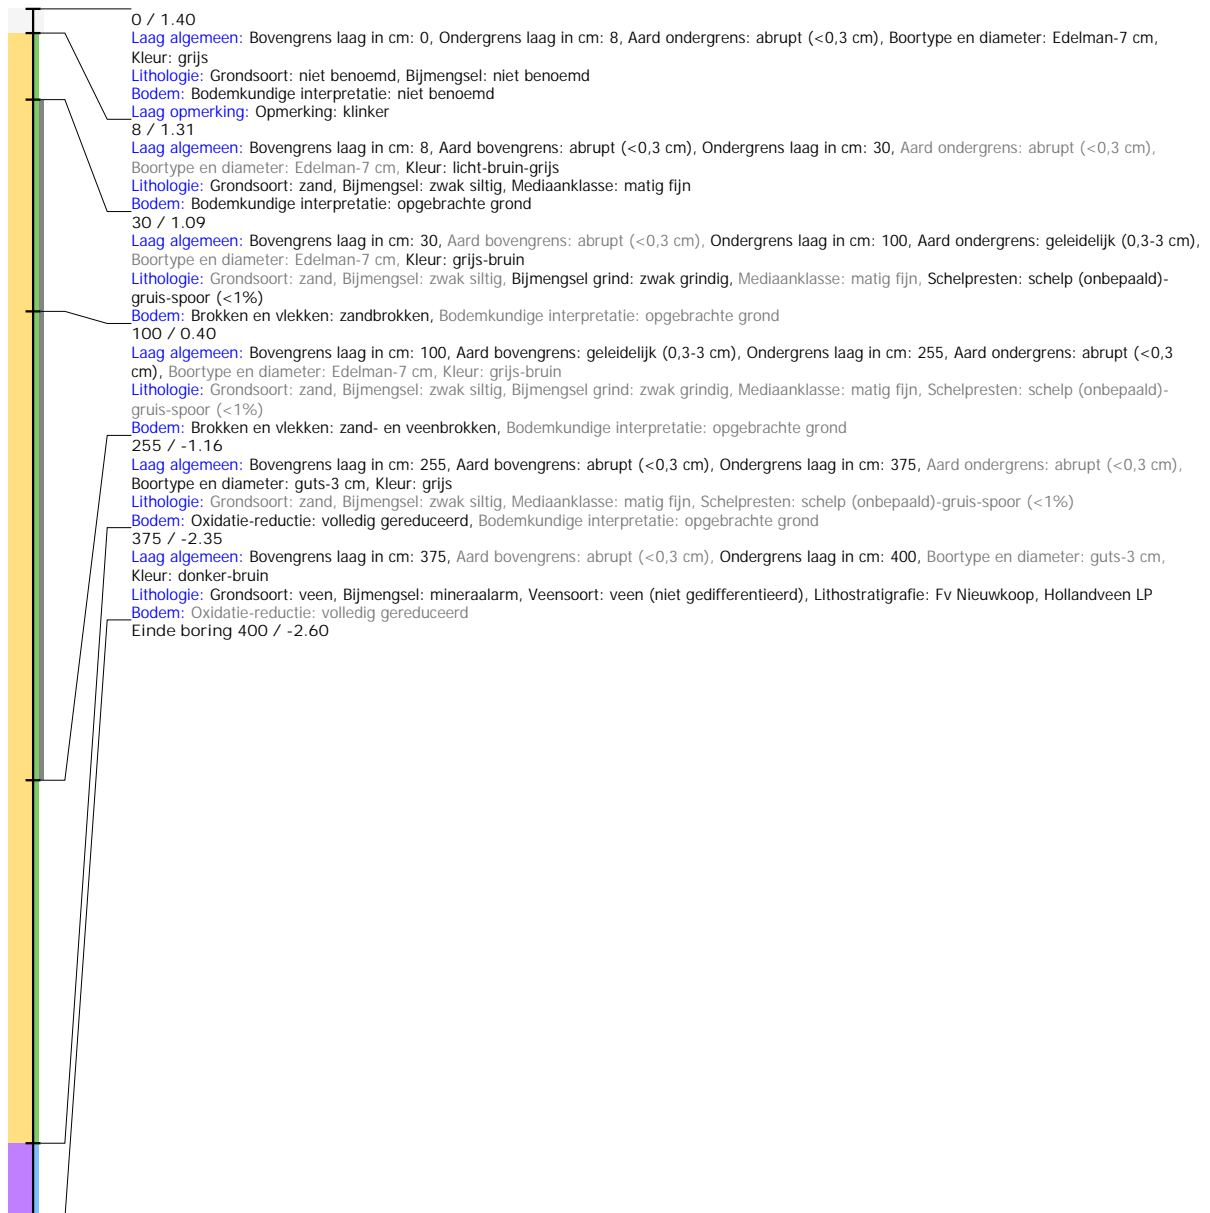 0 / 1.40
Laag algemeen: Bovengrens laag in cm: 0, Ondergrens laag in cm: 8, Aard ondergrens: abrupt (<0,3 cm), Boortype en diameter: Edelman-7 cm,
Kleur: grijs
Lithologie: Grondsoort: niet benoemd, Bijmengsel: niet benoemd
Bodem: Bodemkundige interpretatie: niet benoemd
Laag opmerking: Opmerking: klinker
8 / 1.31
Laag algemeen: Bovengrens laag in cm: 8, Aard bovengrens: abrupt (<0,3 cm), Ondergrens laag in cm: 30, Aard ondergrens: abrupt (<0,3 cm),
Boortype en diameter: Edelman-7 cm, Kleur: licht-bruin-grijs
Lithologie: Grondsoort: zand, Bijmengsel: zwak siltig, Mediaanklasse: matig fijn
Bodem: Bodemkundige interpretatie: opgebrachte grond
30 / 1.09
Laag algemeen: Bovengrens laag in cm: 30, Aard bovengrens: abrupt (<0,3 cm), Ondergrens laag in cm: 100, Aard ondergrens: geleidelijk (0,3-3 cm),
Boortype en diameter: Edelman-7 cm, Kleur: grijs-bruin
Lithologie: Grondsoort: zand, Bijmengsel: zwak siltig, Bijmengsel grind: zwak grindig, Mediaanklasse: matig fijn, Schelpresten: schelp (onbepaald)-
gruis-spoor (<1%)
Bodem: Brokken en vlekken: zandbrokken, Bodemkundige interpretatie: opgebrachte grond
100 / 0.40
Laag algemeen: Bovengrens laag in cm: 100, Aard bovengrens: geleidelijk (0,3-3 cm), Ondergrens laag in cm: 255, Aard ondergrens: abrupt (<0,3
cm), Boortype en diameter: Edelman-7 cm, Kleur: grijs-bruin
Lithologie: Grondsoort: zand, Bijmengsel: zwak siltig, Bijmengsel grind: zwak grindig, Mediaanklasse: matig fijn, Schelpresten: schelp (onbepaald)-
gruis-spoor (<1%)
Bodem: Brokken en vlekken: zand- en veenbrokken, Bodemkundige interpretatie: opgebrachte grond
255 / -1.16
Laag algemeen: Bovengrens laag in cm: 255, Aard bovengrens: abrupt (<0,3 cm), Ondergrens laag in cm: 375, Aard ondergrens: abrupt (<0,3 cm),
Boortype en diameter: guts-3 cm, Kleur: grijs
Lithologie: Grondsoort: zand, Bijmengsel: zwak siltig, Mediaanklasse: matig fijn, Schelpresten: schelp (onbepaald)-gruis-spoor (<1%)
Bodem: Oxidatie-reductie: volledig gereduceerd, Bodemkundige interpretatie: opgebrachte grond
375 / -2.35
Laag algemeen: Bovengrens laag in cm: 375, Aard bovengrens: abrupt (<0,3 cm), Ondergrens laag in cm: 400, Boortype en diameter: guts-3 cm,
Kleur: donker-bruin
Lithologie: Grondsoort: veen, Bijmengsel: mineraalarm, Veensoort: veen (niet gedifferentieerd), Lithostratigrafie: Fv Nieuwkoop, Hollandveen LP
Bodem: Oxidatie-reductie: volledig gereduceerd
Einde boring 400 / -2.60